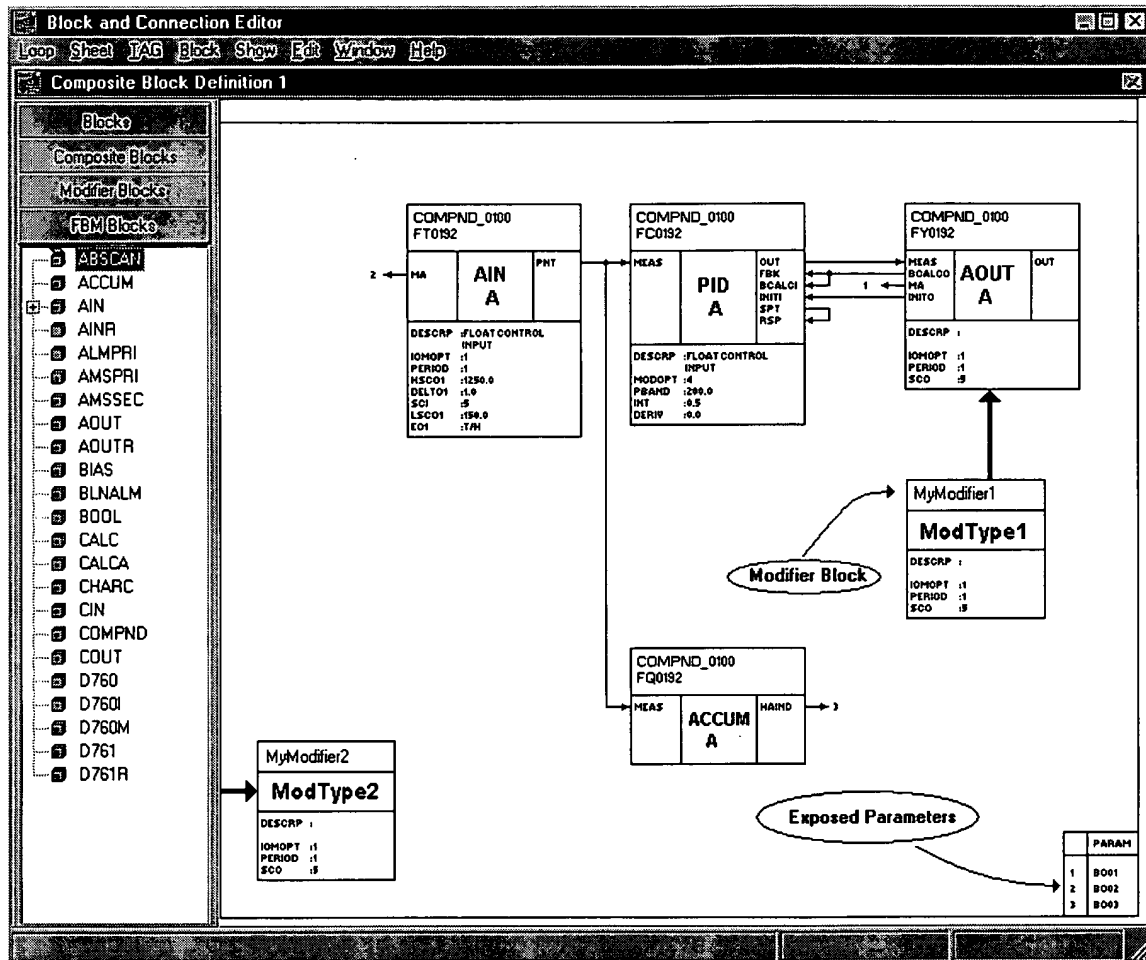 Block and Connection Editor
Loop Sheet TAG Block Show Edit Window Help
Composite Block Definition 1
Blocks
Composite Blocks
Modifier Blocks
FBM Blocks
ABSCAN
ACCUM
AIN
AINR
ALMPRI
AMSPRI
AMSSEC
AOUT
AOUTR
BIAS
BLNALM
BOOL
CALC
CALCA
CHARC
CIN
COMPND
COUT
D760
D760I
D760M
D761
D761R
COMPND_0100
FT0192
2
MA
AIN
A
PNT
DESCRP :FLOAT CONTROL
INPUT
IOMOPT :1
PERIOD :1
HSCO1 :1250.0
DELTO1 :1.0
SCI :5
LSCO1 :150.0
EO1 :T/H
COMPND_0100
FC0192
MEAS
PID
A
OUT
FBK
BCALCI
INITI
SPT
RSP
DESCRP :FLOAT CONTROL
INPUT
MODOPT :4
PBAND :200.0
INT :0.5
DERIV :0.0
COMPND_0100
FY0192
1
MEAS
BCALCO
MA
INITO
AOUT
A
OUT
DESCRP :
IOMOPT :1
PERIOD :1
SCO :5
MyModifier1
ModType1
DESCRP :
IOMOPT :1
PERIOD :1
SCO :5
Modifier Block
COMPND_0100
FQ0192
MEAS
ACCUM
A
HAIND
3
MyModifier2
ModType2
DESCRP :
IOMOPT :1
PERIOD :1
SCO :5
Exposed Parameters
PARAM
1 BO01
2 BO02
3 BO03